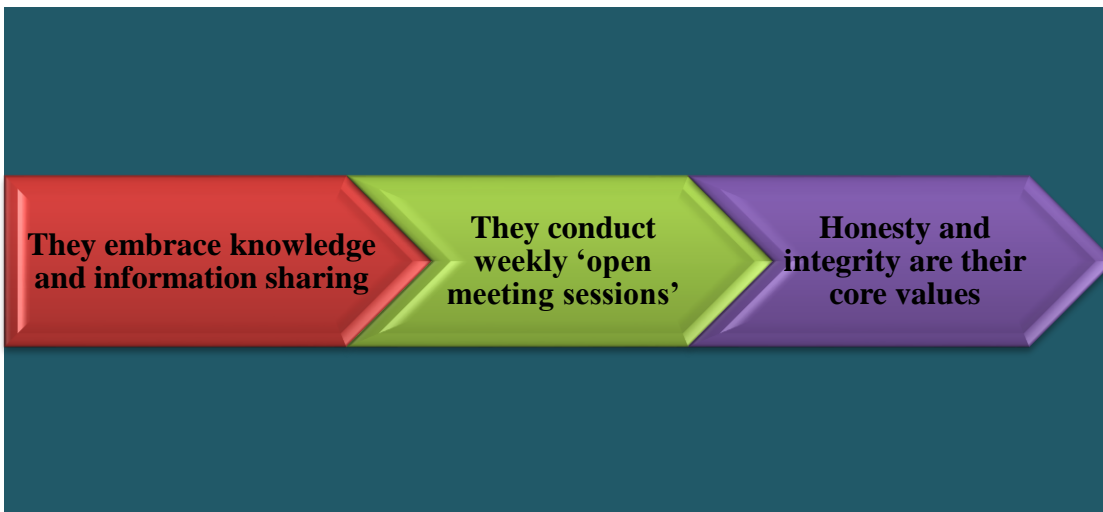 They embrace knowledge
and information sharing
They conduct
weekly ‘open
meeting sessions’
Honesty and
integrity are their
core values